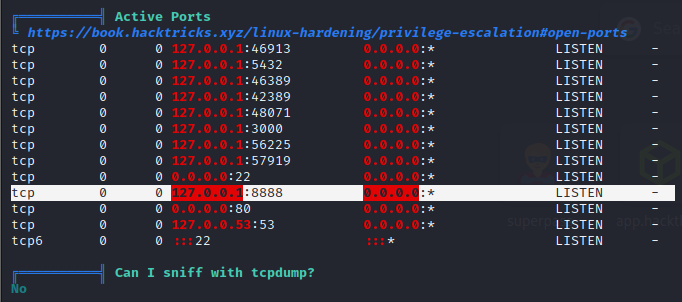 Active Ports
https://book.hacktricks.xyz/linux-hardening/privilege-escalation#open-ports
tcp 0 0 127.0.0.1:46913 0.0.0.0:* LISTEN -
tcp 0 0 127.0.0.1:5432 0.0.0.0:* LISTEN -
tcp 0 0 127.0.0.1:46389 0.0.0.0:* LISTEN -
tcp 0 0 127.0.0.1:42389 0.0.0.0:* LISTEN -
tcp 0 0 127.0.0.1:48071 0.0.0.0:* LISTEN -
tcp 0 0 127.0.0.1:3000 0.0.0.0:* LISTEN -
tcp 0 0 127.0.0.1:56225 0.0.0.0:* LISTEN -
tcp 0 0 127.0.0.1:57919 0.0.0.0:* LISTEN -
tcp 0 0 0.0.0.0:22 0.0.0.0:* LISTEN -
tcp 0 0 127.0.0.1:8888 0.0.0.0:* LISTEN -
tcp 0 0 0.0.0.0:80 0.0.0.0:* LISTEN -
tcp 0 0 127.0.0.53:53 0.0.0.0:* LISTEN -
tcp6 0 0 :::22 :::* LISTEN -
Can I sniff with tcpdump?
No